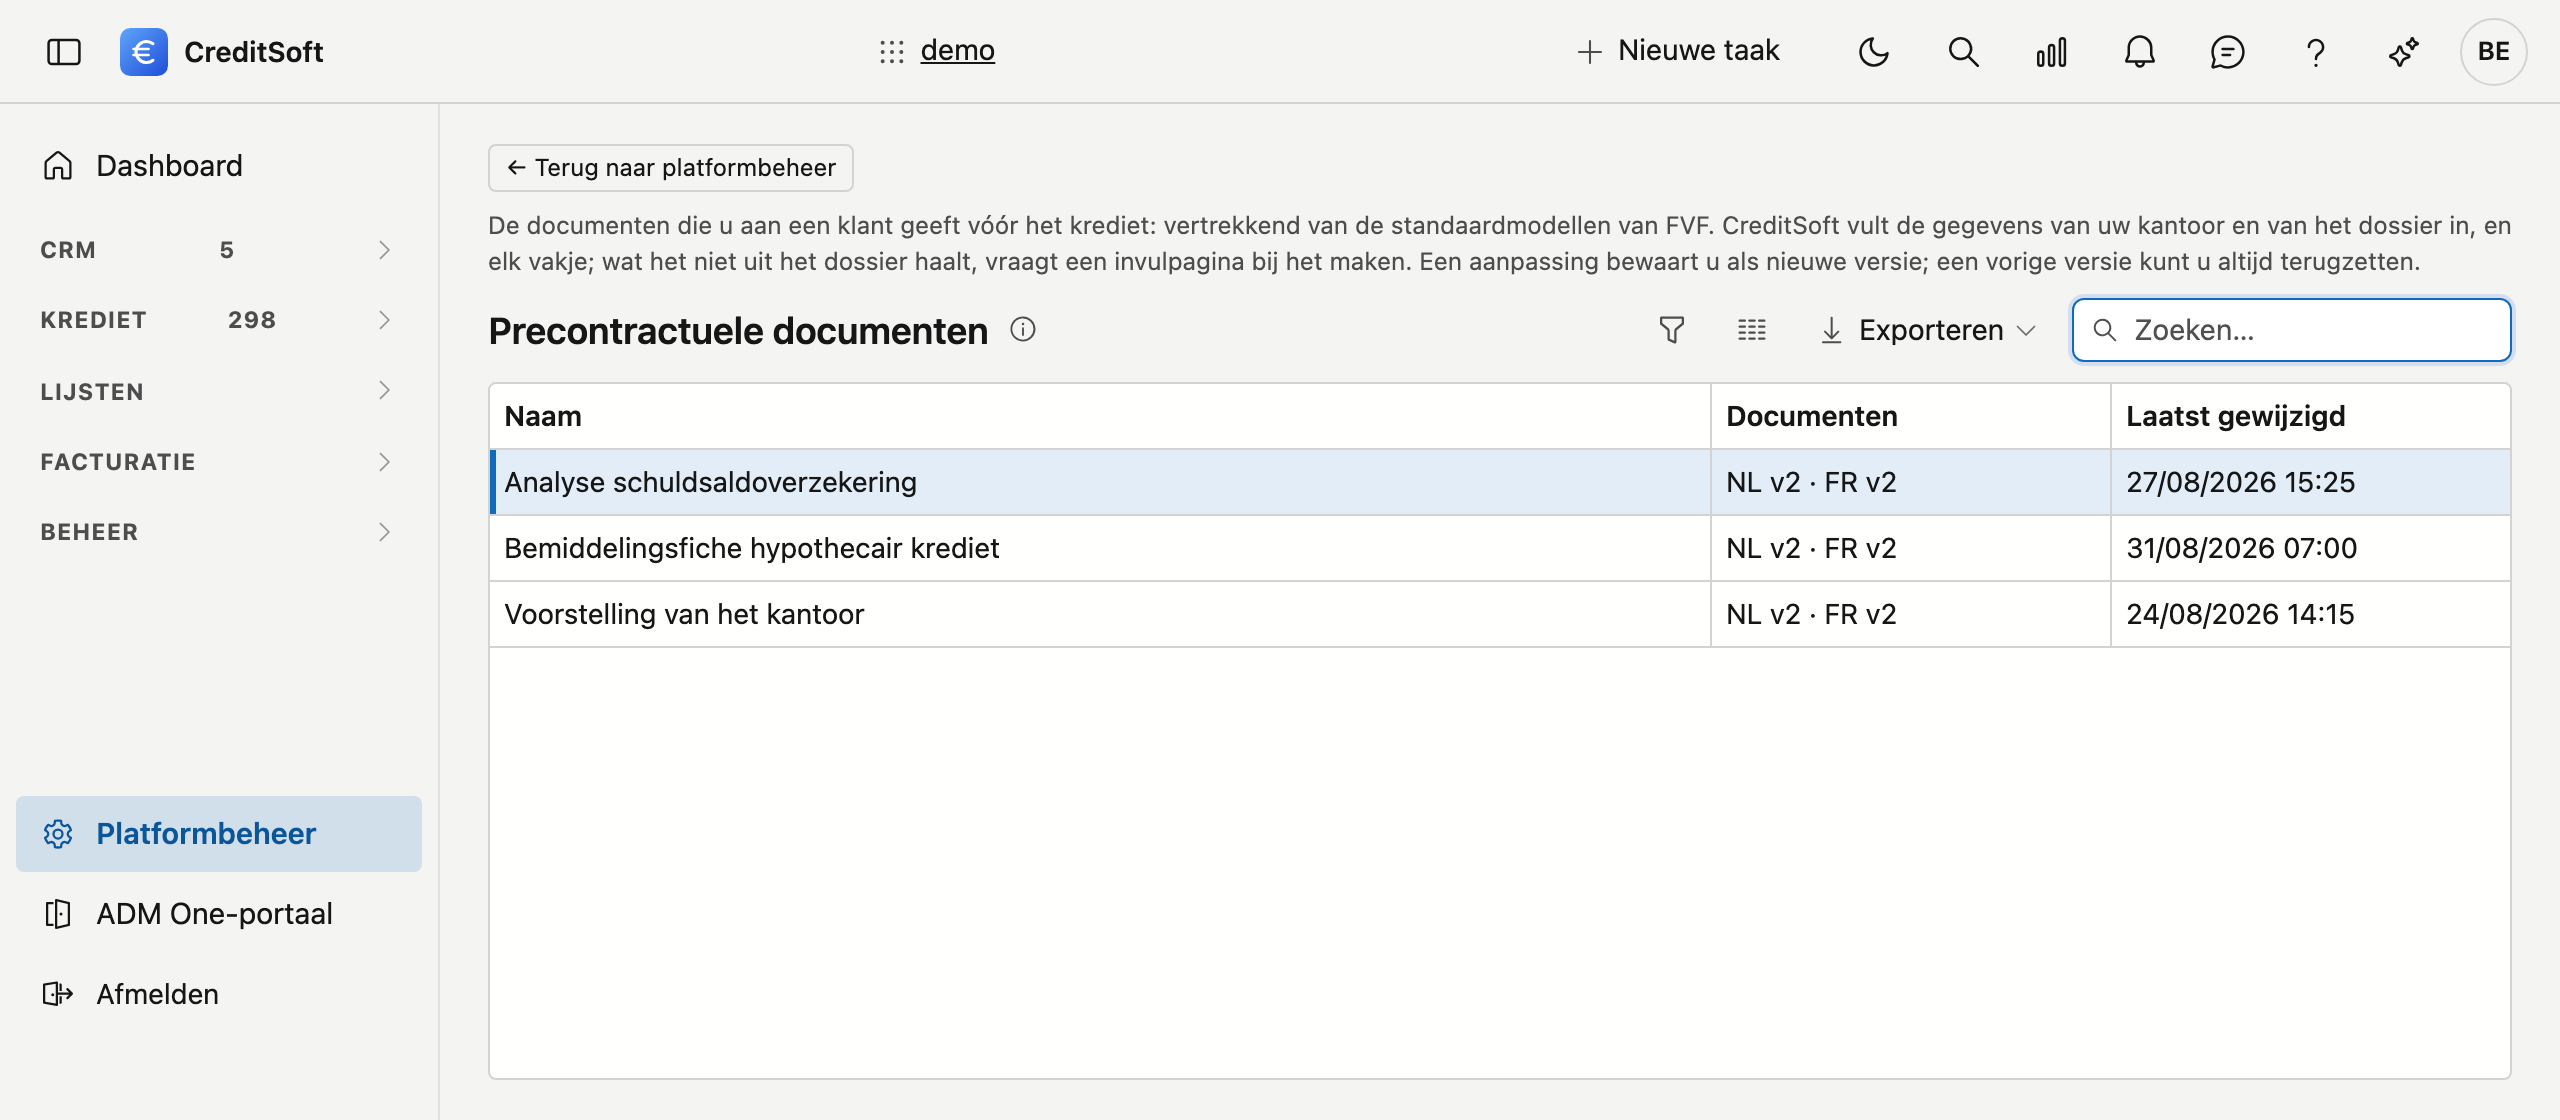 CreditSoft
demo
Nieuwe taak
BE
Dashboard
CRM 5
KREDIET 298
LIJSTEN
FACTURATIE
BEHEER
Platformbeheer
ADM One-portaal
Afmelden
← Terug naar platformbeheer
De documenten die u aan een klant geeft vóór het krediet: vertrekkend van de standaardmodellen van FVF. CreditSoft vult de gegevens van uw kantoor en van het dossier in, en
elk vakje; wat het niet uit het dossier haalt, vraagt een invulpagina bij het maken. Een aanpassing bewaart u als nieuwe versie; een vorige versie kunt u altijd terugzetten.
Precontractuele documenten
Exporteren
Zoeken...
Naam Documenten Laatst gewijzigd
Analyse schuldsaldoverzekering NL v2 · FR v2 27/08/2026 15:25
Bemiddelingsfiche hypothecair krediet NL v2 · FR v2 31/08/2026 07:00
Voorstelling van het kantoor NL v2 · FR v2 24/08/2026 14:15